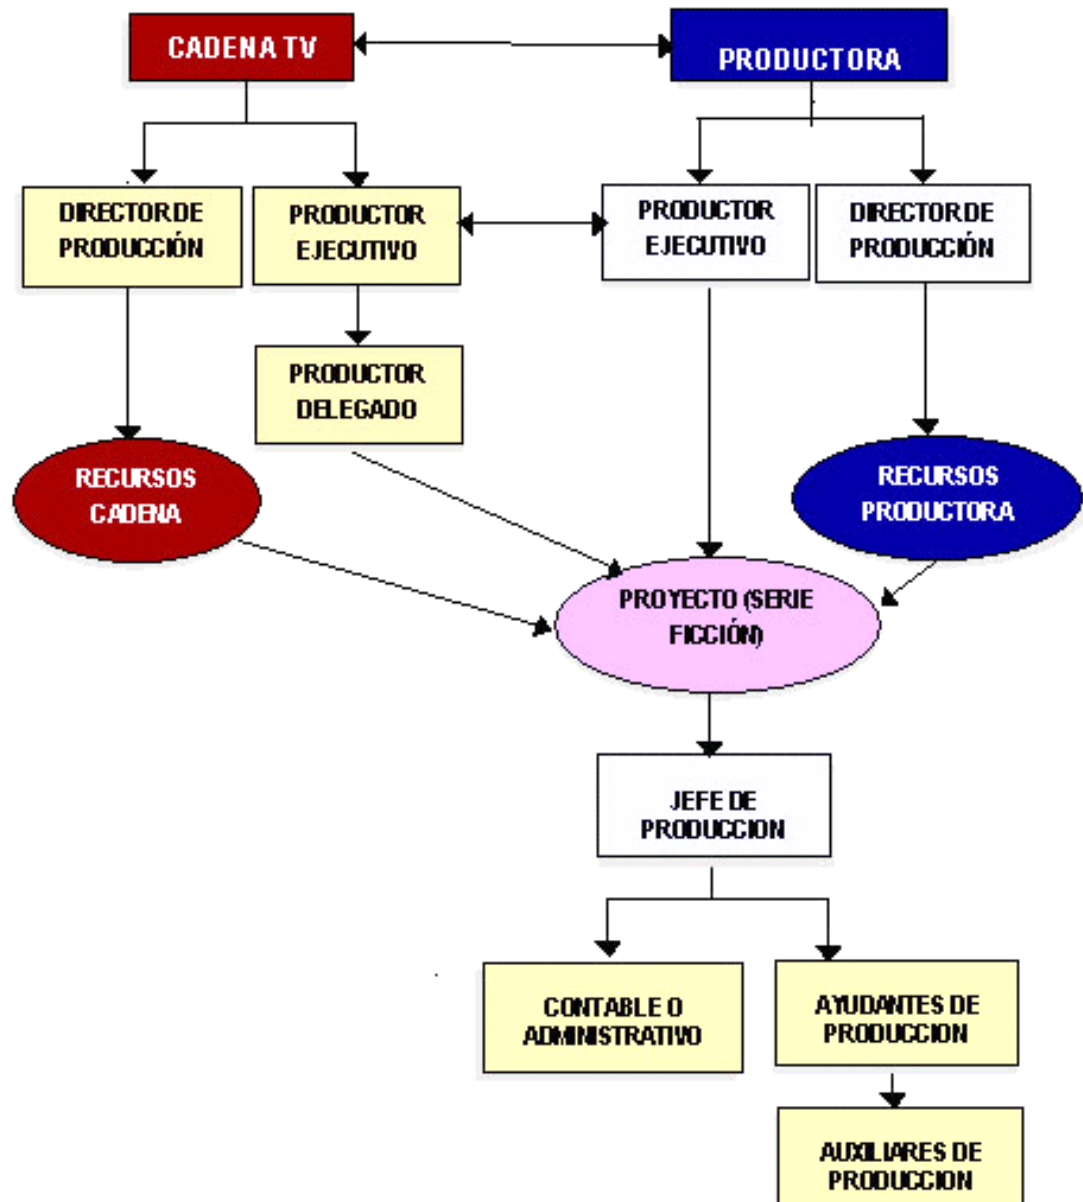 CADENA TV
PRODUCTORA
DIRECTOR DE
PRODUCCIÓN
PRODUCTOR
EJECUTIVO
PRODUCTOR
EJECUTIVO
DIRECTOR DE
PRODUCCIÓN
PRODUCTOR
DELEGADO
RECURSOS
CADENA
RECURSOS
PRODUCTORA
PROYECTO (SERIE
FICCIÓN)
JEFE DE
PRODUCCION
CONTABLE O
ADMINISTRATIVO
AYUDANTES DE
PRODUCCION
AUXILIARES DE
PRODUCCION